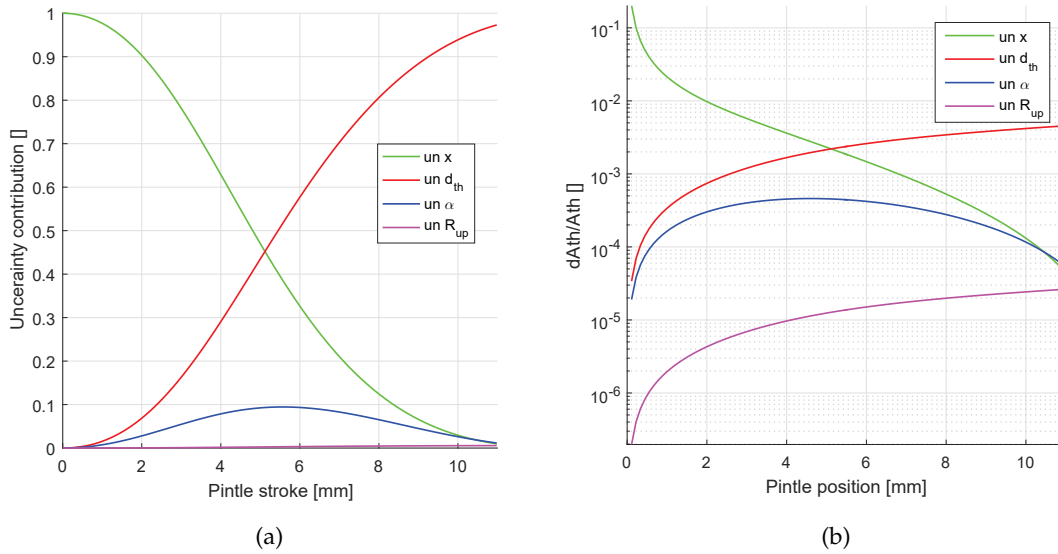 1
0.9
0.8
0.7
0.6
0.5
0.4
0.3
0.2
0.1
0
Uncerainty contribution []
0 2 4 6 8 10
Pintle stroke [mm]
un x
un d_th
un α
un R_up
(a)
10^-1
10^-2
10^-3
10^-4
10^-5
10^-6
dAth/Ath []
0 2 4 6 8 10
Pintle position [mm]
un x
un d_th
un α
un R_up
(b)